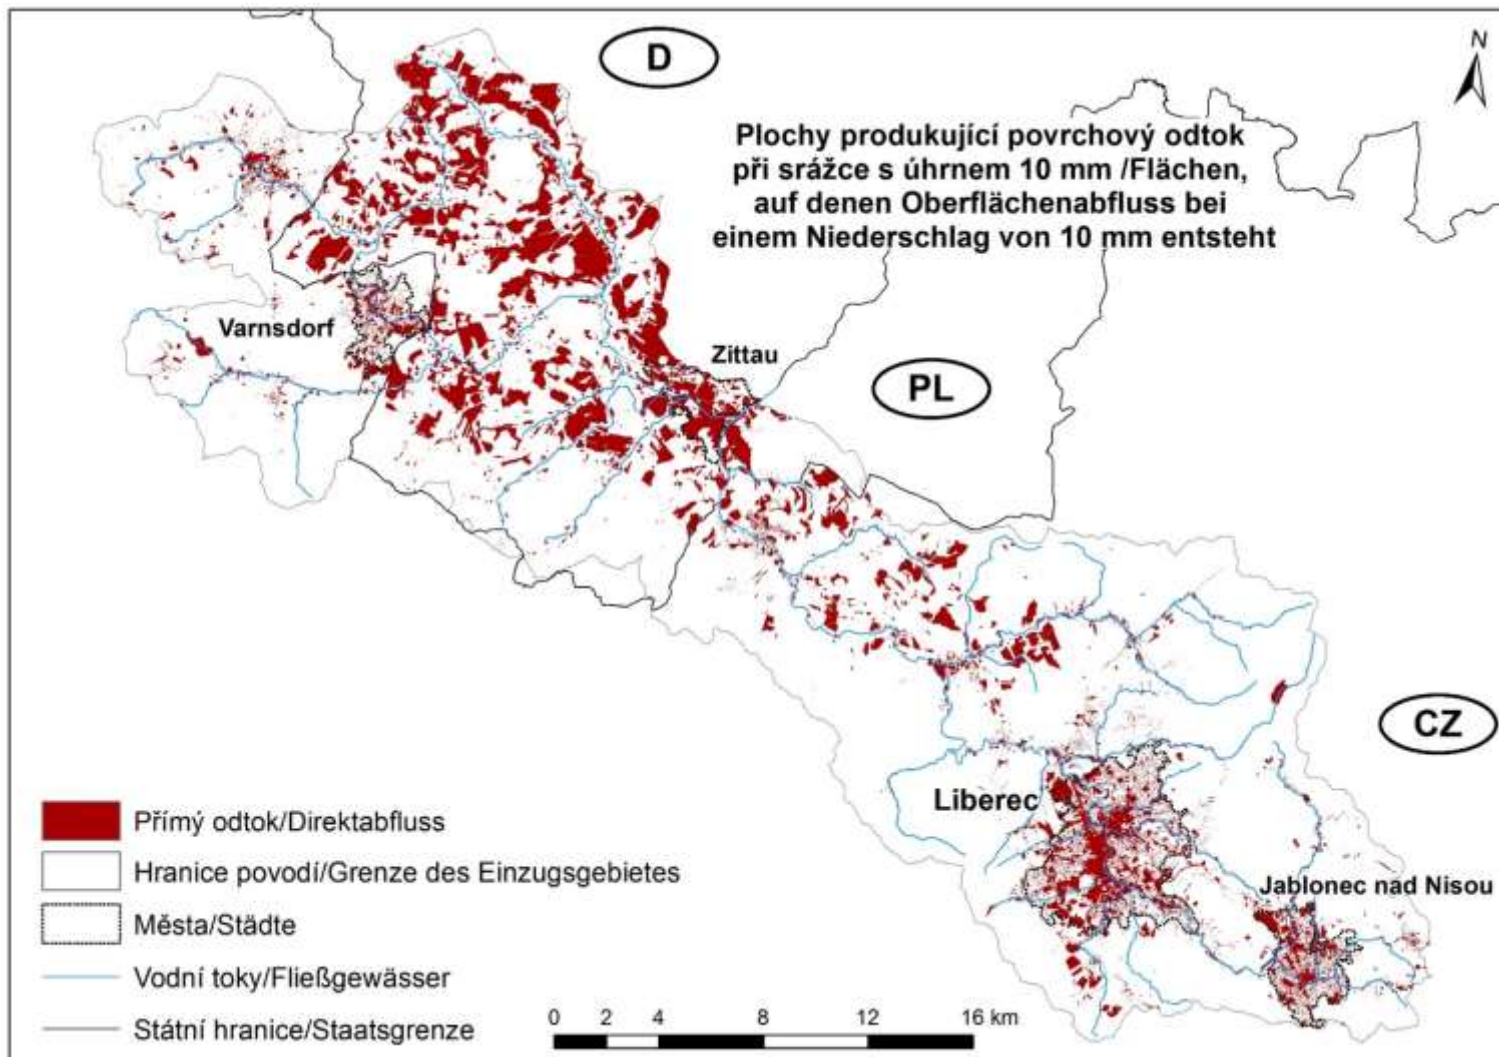 D
N
Plochy produkující povrchový odtok
při srážce s úhrnem 10 mm /Flächen,
auf denen Oberflächenabfluss bei
einem Niederschlag von 10 mm entsteht
Varnsdorf
Zittau
PL
CZ
Liberec
Jablonec nad Nisou
Přímý odtok/Direktabfluss
Hranice povodí/Grenze des Einzugsgebietes
Města/Städte
Vodní toky/Fließgewässer
Státní hranice/Staatsgrenze
0 2 4 8 12 16 km